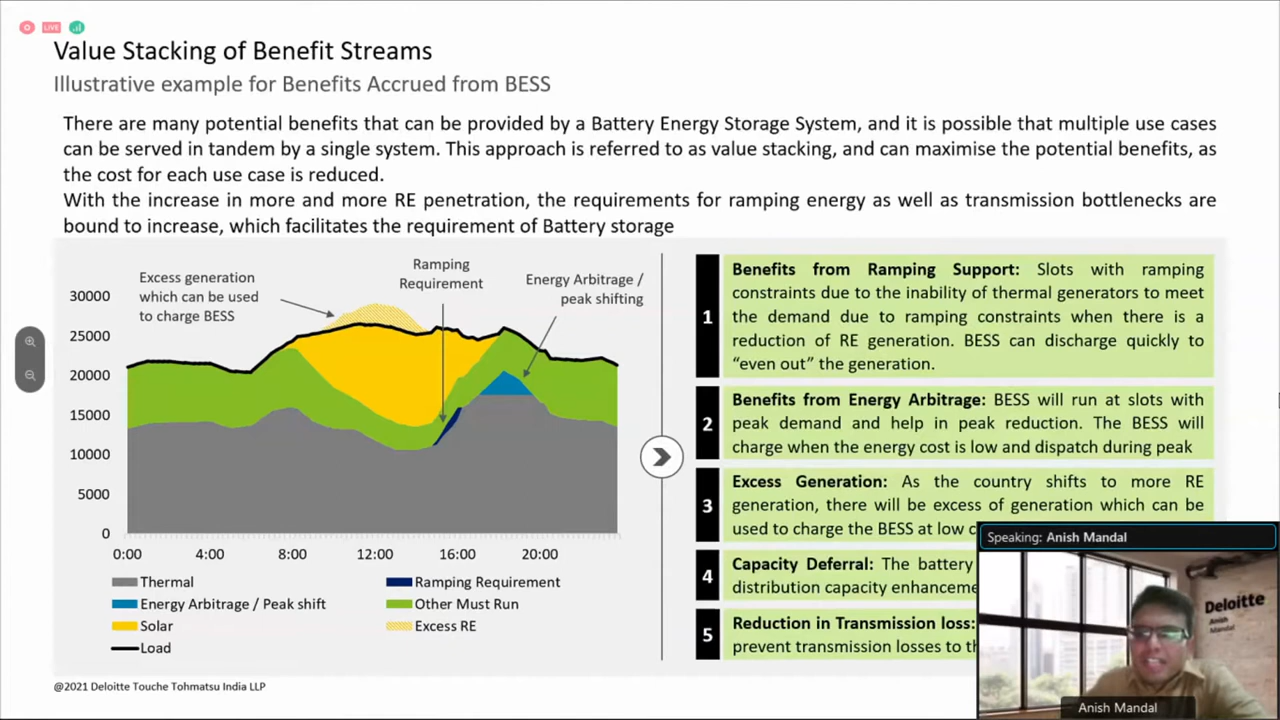 LIVE
Value Stacking of Benefit Streams
Illustrative example for Benefits Accrued from BESS
There are many potential benefits that can be provided by a Battery Energy Storage System, and it is possible that multiple use cases
can be served in tandem by a single system. This approach is referred to as value stacking, and can maximise the potential benefits, as
the cost for each use case is reduced.
With the increase in more and more RE penetration, the requirements for ramping energy as well as transmission bottlenecks are
bound to increase, which facilitates the requirement of Battery storage
Excess generation
which can be used
to charge BESS
Ramping
Requirement
Energy Arbitrage /
peak shifting
30000
25000
20000
15000
10000
5000
0
0:00 4:00 8:00 12:00 16:00 20:00
Thermal
Ramping Requirement
Energy Arbitrage / Peak shift
Other Must Run
Solar
Excess RE
Load
1
Benefits from Ramping Support: Slots with ramping
constraints due to the inability of thermal generators to meet
the demand due to ramping constraints when there is a
reduction of RE generation. BESS can discharge quickly to
“even out” the generation.
2
Benefits from Energy Arbitrage: BESS will run at slots with
peak demand and help in peak reduction. The BESS will
charge when the energy cost is low and dispatch during peak
3
Excess Generation: As the country shifts to more RE
generation, there will be excess of generation which can be
used to charge the BESS at low
4
Capacity Deferral: The battery
distribution capacity
5
Reduction in Transmission loss:
prevent transmission losses to
@2021 Deloitte Touche Tohmatsu India LLP
Speaking: Anish Mandal
Deloitte
Anish
Mandal
Anish Mandal